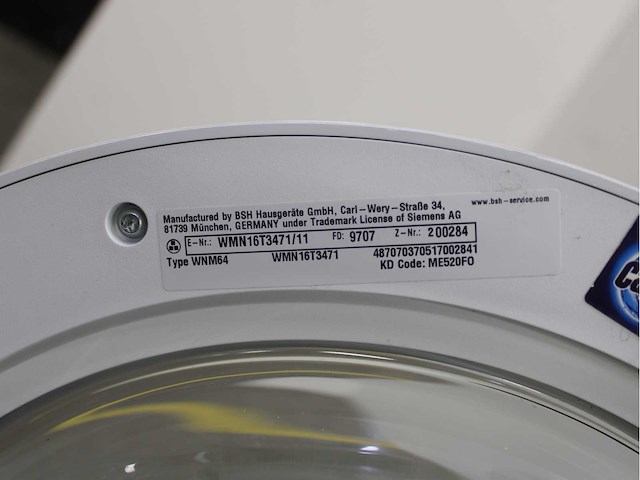 Manufactured by BSH Hausgeräte GmbH, Carl-Wery-Straße 34,
www.bsh-service.com
81739 München, GERMANY under Trademark License of Siemens AG
E-Nr.: WMN16T3471/11 FD: 9707 Z-Nr.: 200284
Type WNM64 WMN16T3471 487070370517002841
KD Code: ME520FO